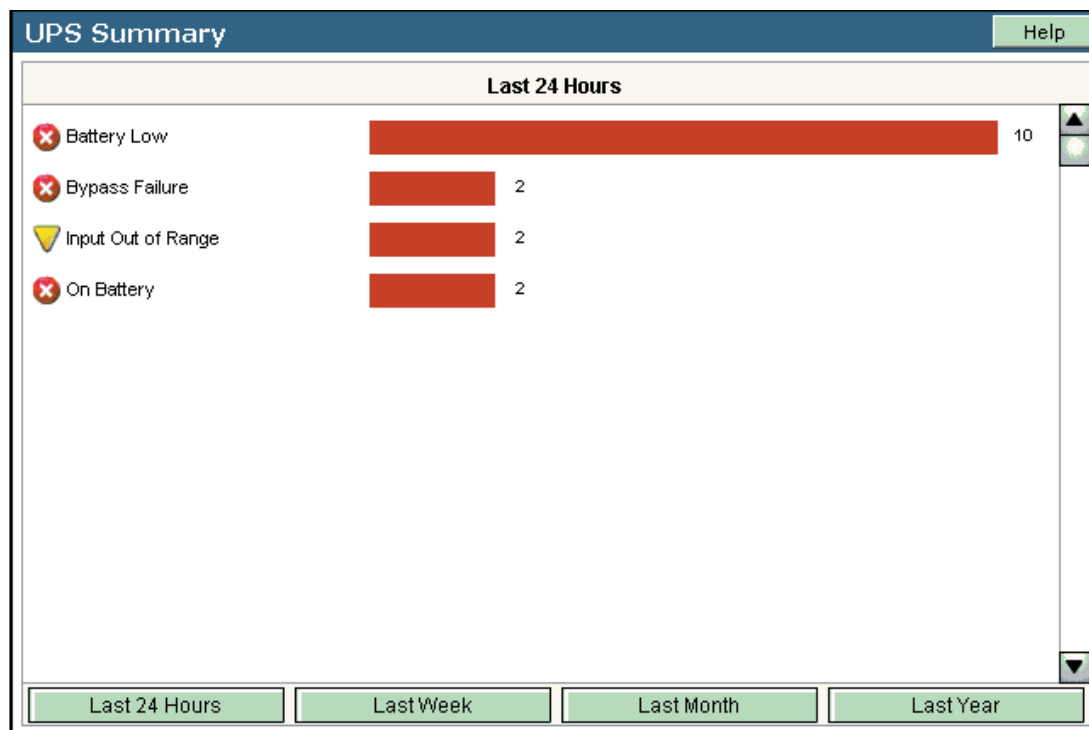 UPS Summary
Help
Last 24 Hours
Battery Low 10
Bypass Failure 2
Input Out of Range 2
On Battery 2
Last 24 Hours Last Week Last Month Last Year